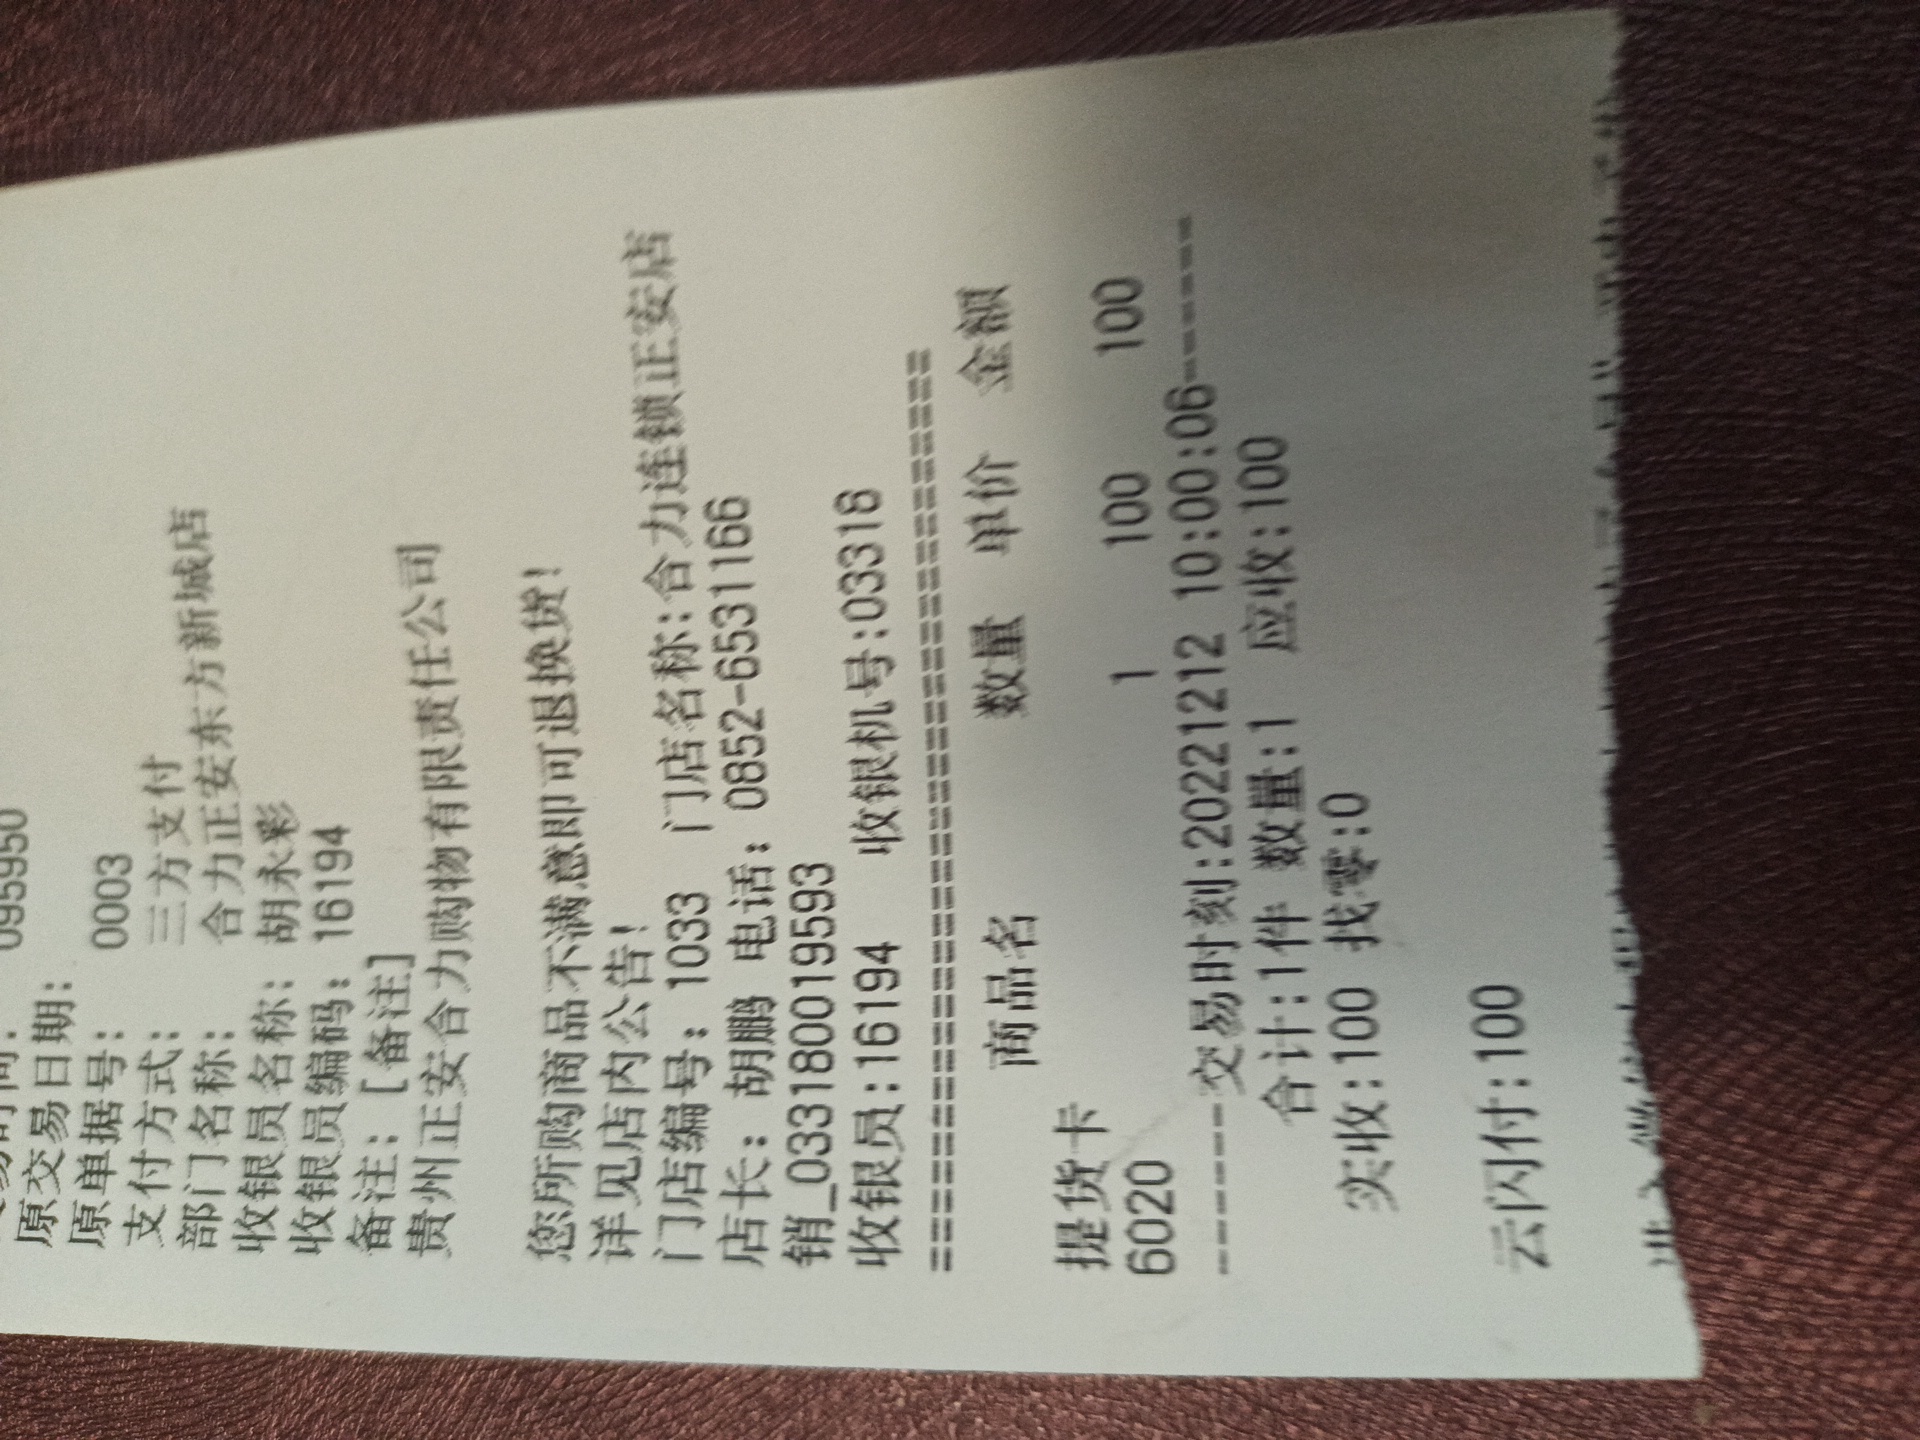 095950
原交易日期:
原单据号: 0003
支付方式: 三方支付
部门名称: 合力正安东方新城店
收银员名称: 胡永彩
收银员编码: 16194
备注: [备注]
贵州正安合力购物有限责任公司
您所购商品不满意即可退换货!
详见店内公告!
门店编号: 1033 门店名称:合力连锁正安店
店长: 胡鹏 电话: 0852-6531166
销_0331800019593
收银员:16194 收银机号:03318
==========================================
商品名 数量 单价 金额
提货卡
6020 1 100 100
-------交易时刻:20221212 10:00:06-------
合计:1件 数量:1 应收:100
实收:100 找零:0
云闪付:100